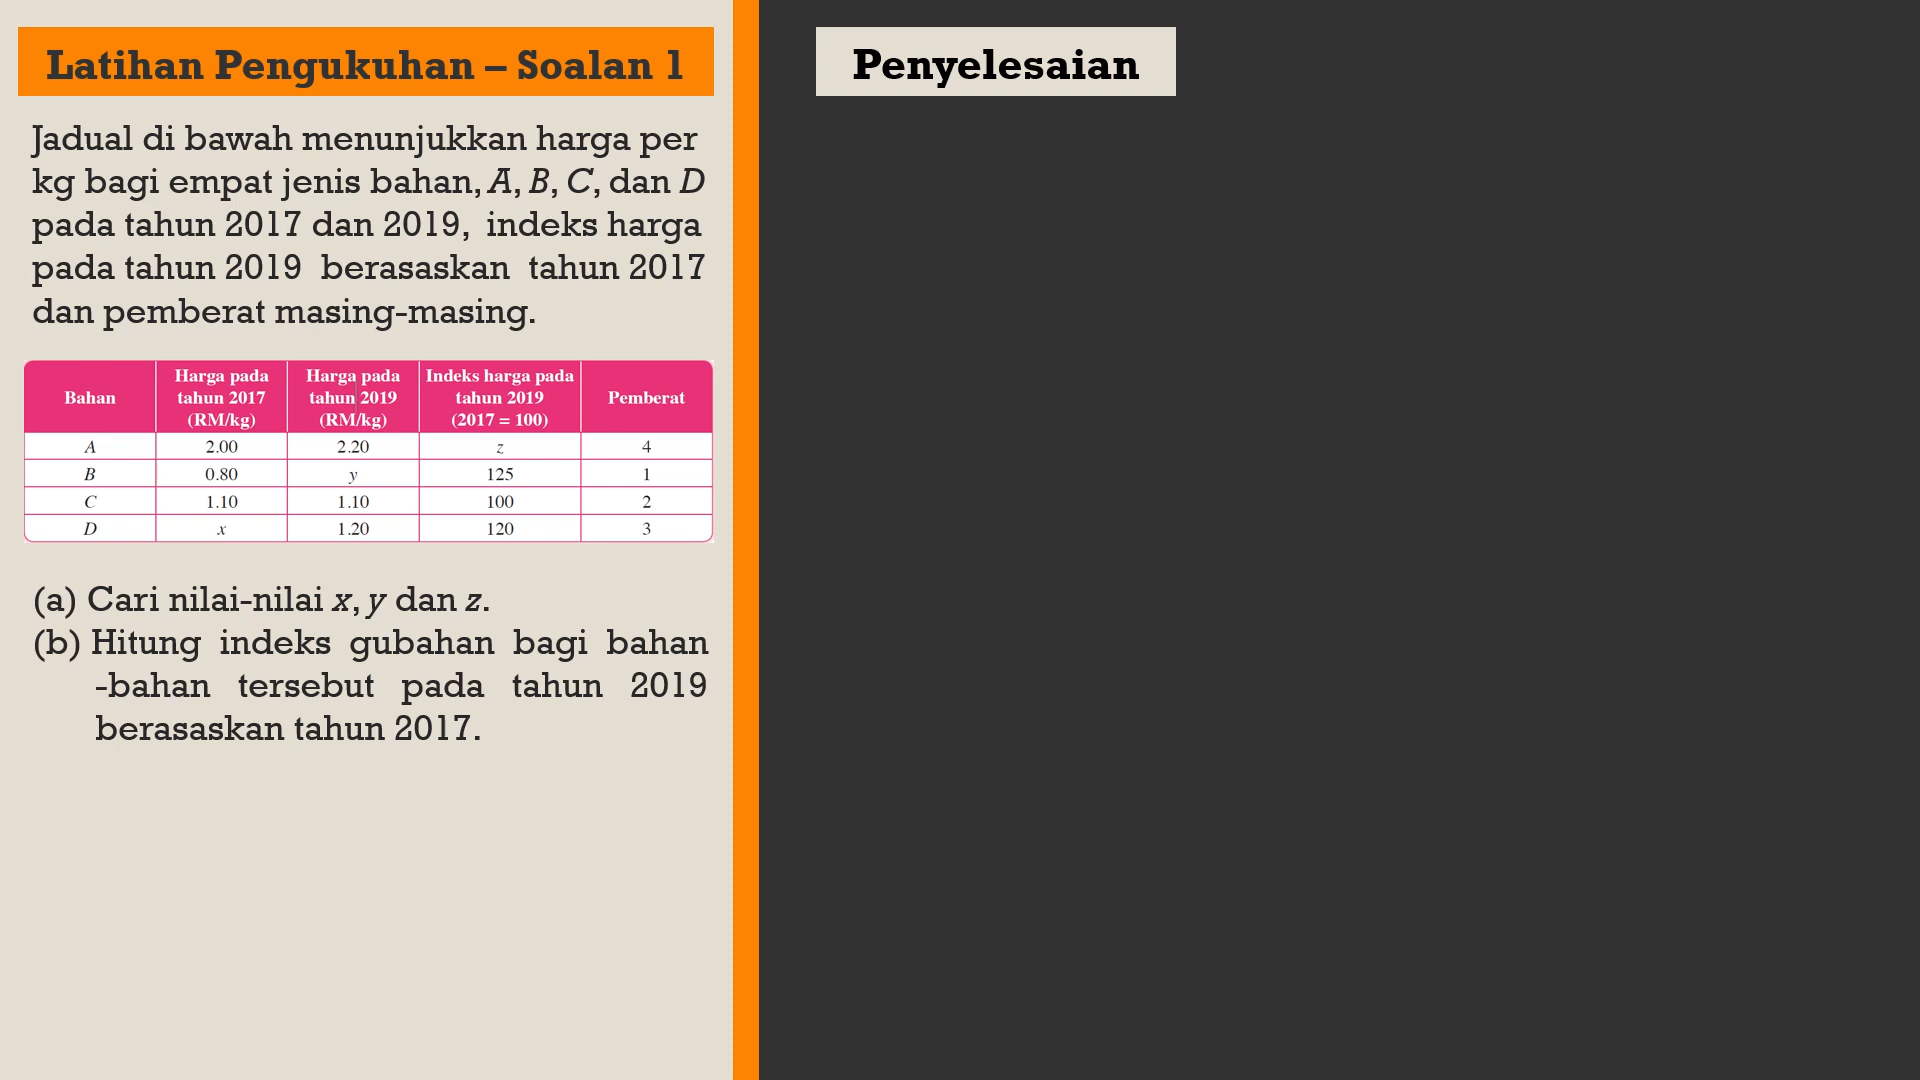 Latihan Pengukuhan – Soalan 1
Jadual di bawah menunjukkan harga per
kg bagi empat jenis bahan, A, B, C, dan D
pada tahun 2017 dan 2019, indeks harga
pada tahun 2019 berasaskan tahun 2017
dan pemberat masing-masing.
Bahan | Harga pada tahun 2017 (RM/kg) | Harga pada tahun 2019 (RM/kg) | Indeks harga pada tahun 2019 (2017 = 100) | Pemberat
A | 2.00 | 2.20 | z | 4
B | 0.80 | y | 125 | 1
C | 1.10 | 1.10 | 100 | 2
D | x | 1.20 | 120 | 3
(a) Cari nilai-nilai x, y dan z.
(b) Hitung indeks gubahan bagi bahan
-bahan tersebut pada tahun 2019
berasaskan tahun 2017.
Penyelesaian